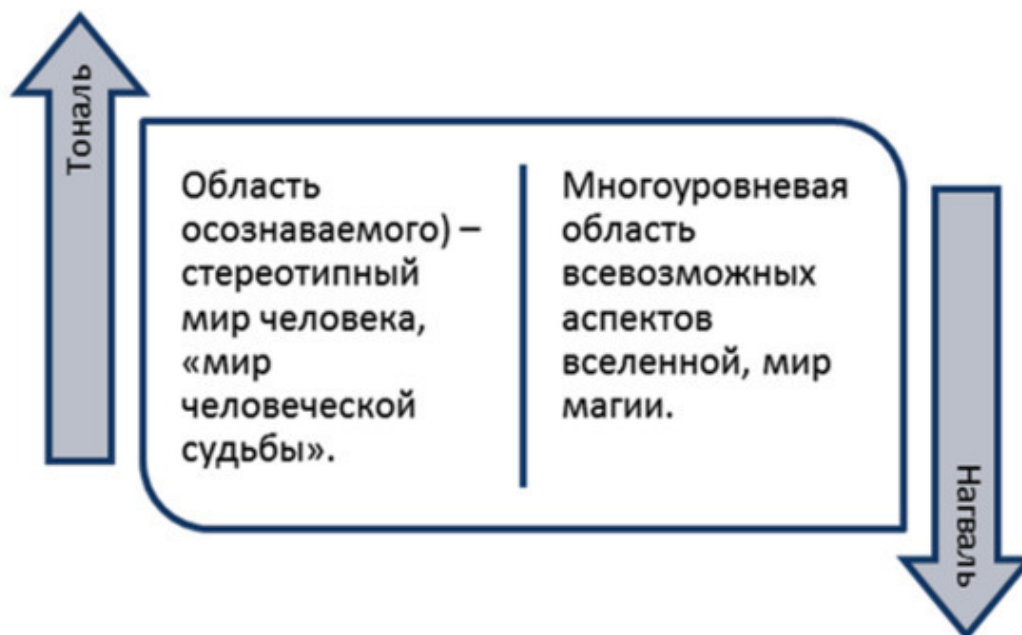 Тональ
Область
осознаваемого) –
стереотипный
мир человека,
«мир
человеческой
судьбы».
Многоуровневая
область
всевозможных
аспектов
вселенной, мир
магии.
Нагваль